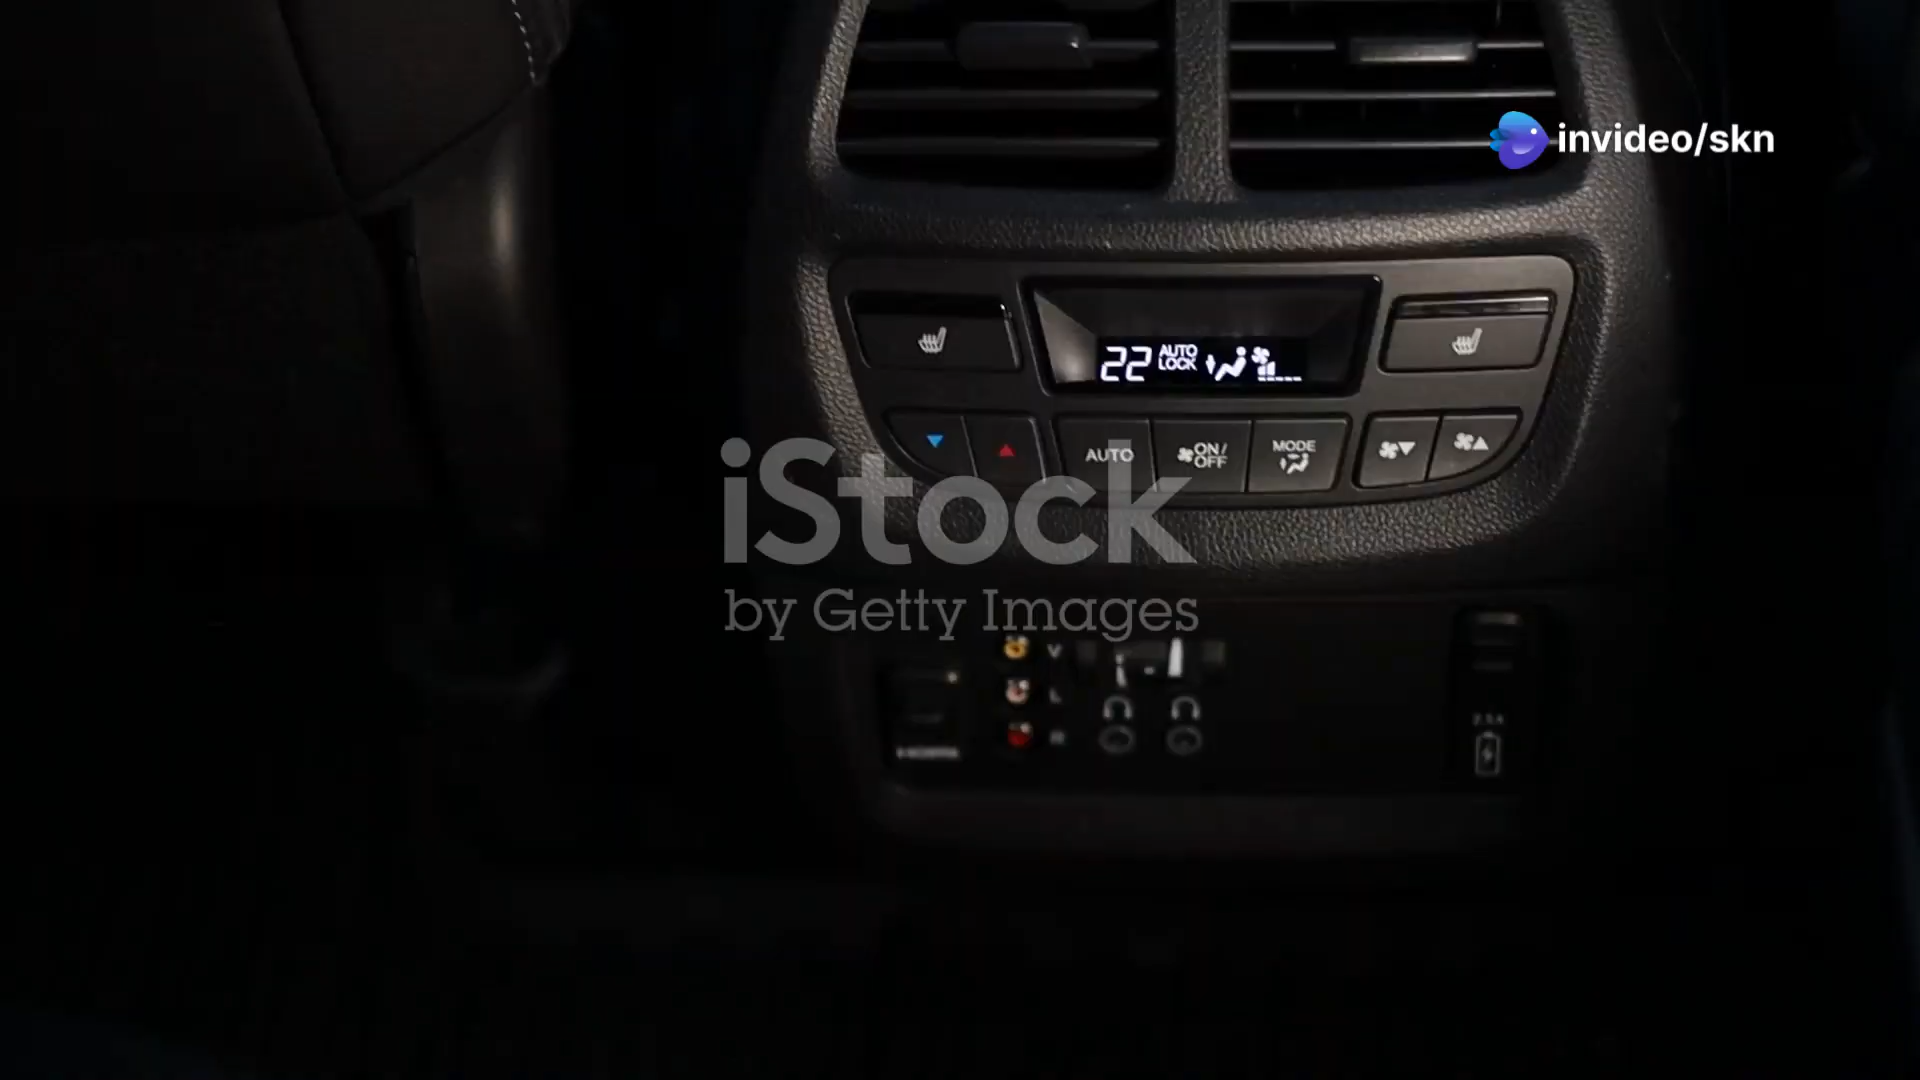 invideo/skn
22 AUTO LOCK
AUTO
ON/ OFF
MODE
iStock
by Getty Images
V
L
R